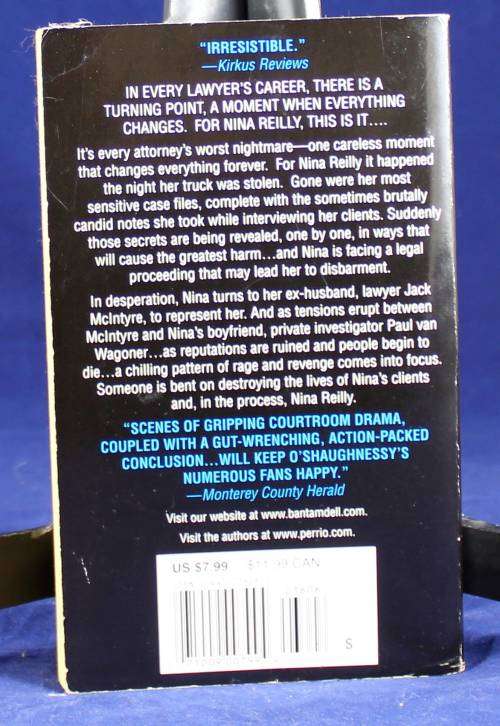 “IRRESISTIBLE.”
—Kirkus Reviews
IN EVERY LAWYER’S CAREER, THERE IS A
TURNING POINT, A MOMENT WHEN EVERYTHING
CHANGES. FOR NINA REILLY, THIS IS IT....
It’s every attorney’s worst nightmare—one careless moment
that changes everything forever. For Nina Reilly it happened
the night her truck was stolen. Gone were her most
sensitive case files, complete with the sometimes brutally
candid notes she took while interviewing her clients. Suddenly
those secrets are being revealed, one by one, in ways that
will cause the greatest harm...and Nina is facing a legal
proceeding that may lead her to disbarment.
In desperation, Nina turns to her ex-husband, lawyer Jack
McIntyre, to represent her. And as tensions erupt between
McIntyre and Nina’s boyfriend, private investigator Paul van
Wagoner...as reputations are ruined and people begin to
die...a chilling pattern of rage and revenge comes into focus.
Someone is bent on destroying the lives of Nina’s clients
and, in the process, Nina Reilly.
“SCENES OF GRIPPING COURTROOM DRAMA,
COUPLED WITH A GUT-WRENCHING, ACTION-PACKED
CONCLUSION...WILL KEEP O’SHAUGHNESSY’S
NUMEROUS FANS HAPPY.”
—Monterey County Herald
Visit our website at www.bantamdell.com.
Visit the authors at www.perrio.com.
US $7.99 $11.99 CAN
S